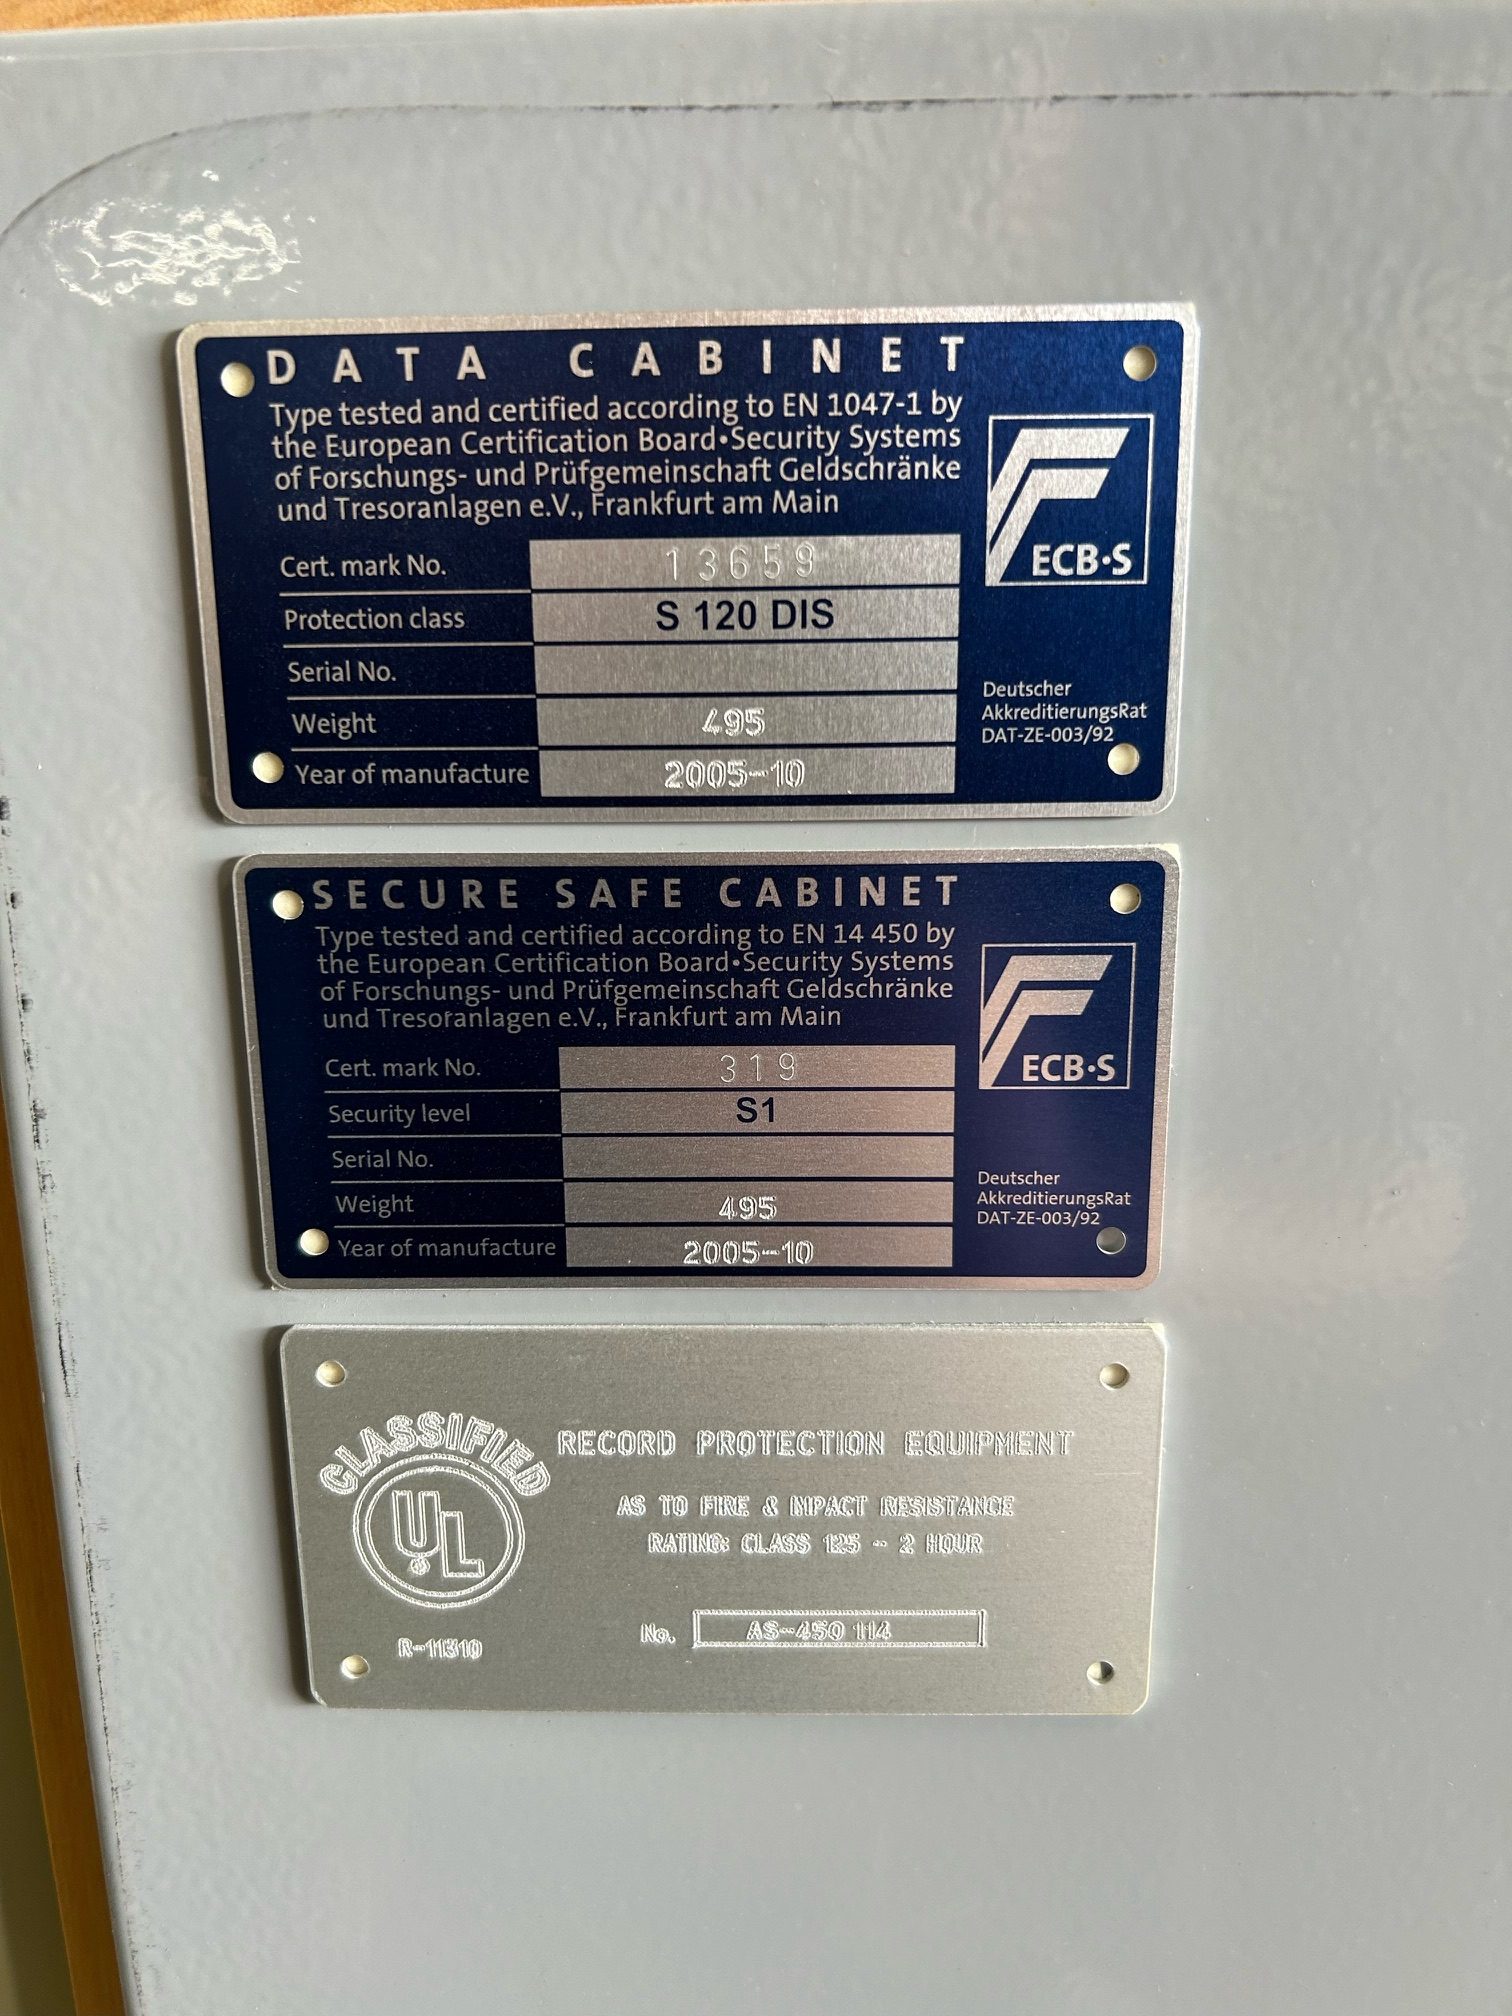 DATA CABINET
Type tested and certified according to EN 1047-1 by
the European Certification Board•Security Systems
of Forschungs- und Prüfgemeinschaft Geldschränke
und Tresoranlagen e.V., Frankfurt am Main
ECB•S
Cert. mark No. 13659
Protection class S 120 DIS
Serial No.
Weight 495
Year of manufacture 2005-10
Deutscher
AkkreditierungsRat
DAT-ZE-003/92
SECURE SAFE CABINET
Type tested and certified according to EN 14 450 by
the European Certification Board•Security Systems
of Forschungs- und Prüfgemeinschaft Geldschränke
und Tresoranlagen e.V., Frankfurt am Main
ECB•S
Cert. mark No. 319
Security level S1
Serial No.
Weight 495
Year of manufacture 2005-10
Deutscher
AkkreditierungsRat
DAT-ZE-003/92
CLASSIFIED
UL®
R-11310
RECORD PROTECTION EQUIPMENT
AS TO FIRE & IMPACT RESISTANCE
RATING: CLASS 125 - 2 HOUR
No. AS-450 114